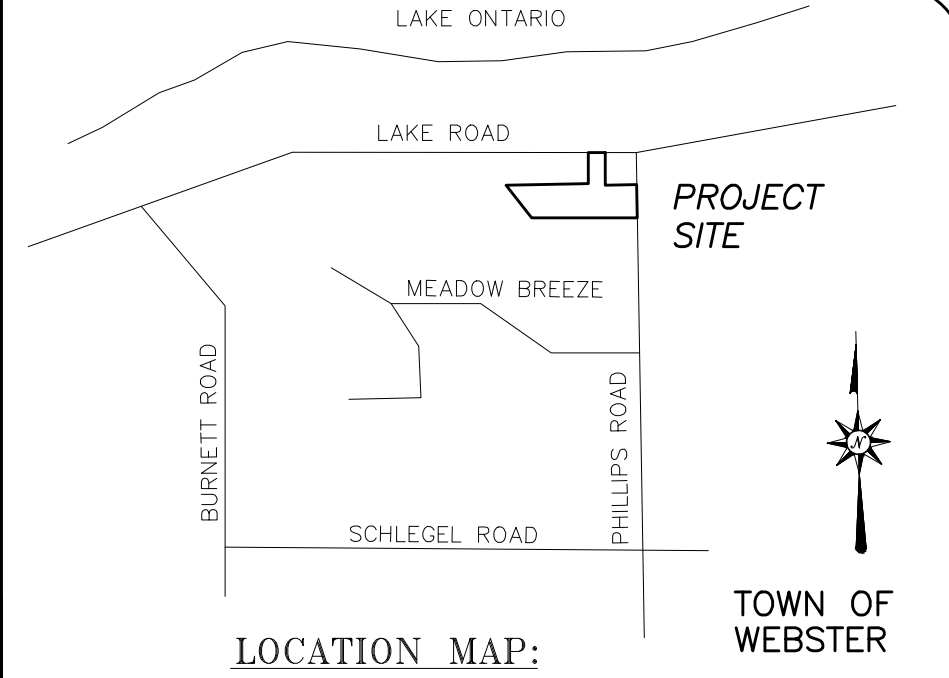 LAKE ONTARIO
LAKE ROAD
PROJECT
SITE
MEADOW BREEZE
BURNETT ROAD
PHILLIPS ROAD
N
SCHLEGEL ROAD
TOWN OF
WEBSTER
LOCATION MAP: